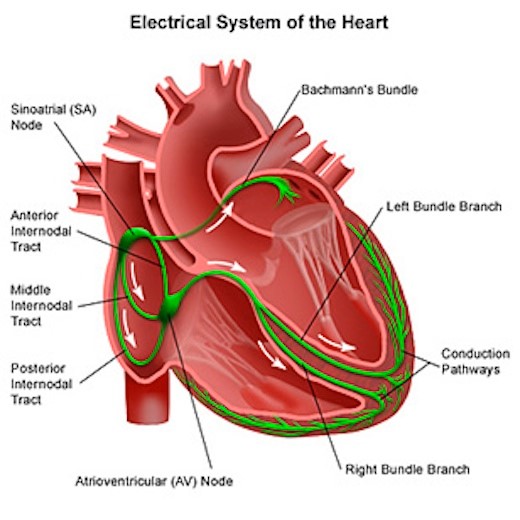 Electrical System of the Heart
Bachmann's Bundle
Sinoatrial (SA)
Node
Left Bundle Branch
Anterior
Internodal
Tract
Middle
Internodal
Tract
Conduction
Pathways
Posterior
Internodal
Tract
Right Bundle Branch
Atrioventricular (AV) Node